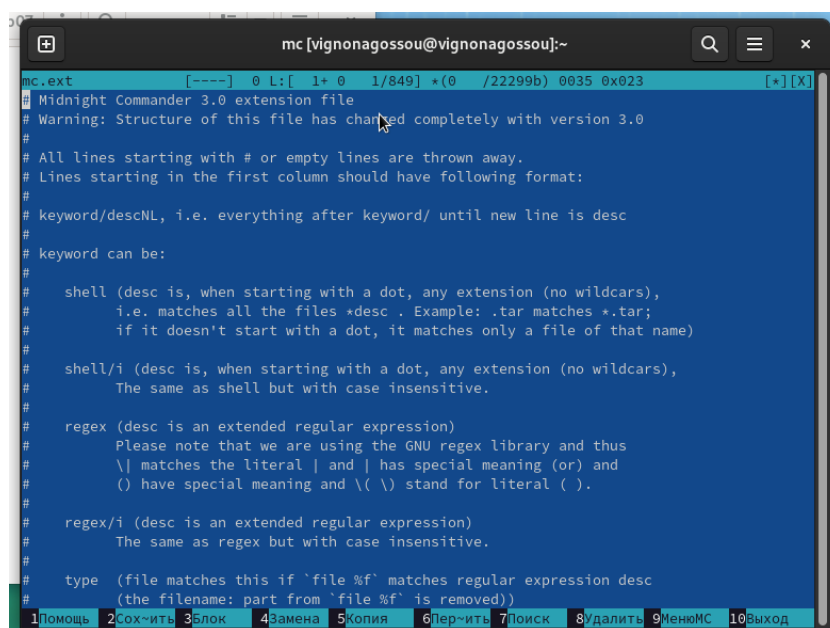 mc [vignonagossou@vignonagossou]:~
mc.ext [----] 0 L:[ 1+ 0 1/849] *(0 /22299b) 0035 0x023 [*][X]
# Midnight Commander 3.0 extension file
# Warning: Structure of this file has changed completely with version 3.0
#
# All lines starting with # or empty lines are thrown away.
# Lines starting in the first column should have following format:
#
# keyword/descNL, i.e. everything after keyword/ until new line is desc
#
# keyword can be:
#
# shell (desc is, when starting with a dot, any extension (no wildcars),
# i.e. matches all the files *desc . Example: .tar matches *.tar;
# if it doesn't start with a dot, it matches only a file of that name)
#
# shell/i (desc is, when starting with a dot, any extension (no wildcars),
# The same as shell but with case insensitive.
#
# regex (desc is an extended regular expression)
# Please note that we are using the GNU regex library and thus
# \| matches the literal | and | has special meaning (or) and
# () have special meaning and \( \) stand for literal ( ).
#
# regex/i (desc is an extended regular expression)
# The same as regex but with case insensitive.
#
# type (file matches this if `file %f` matches regular expression desc
# (the filename: part from `file %f` is removed))
1Помощь 2Сох~ить 3Блок 4Замена 5Копия 6Пер~ить 7Поиск 8Удалить 9МенюМС 10Выход